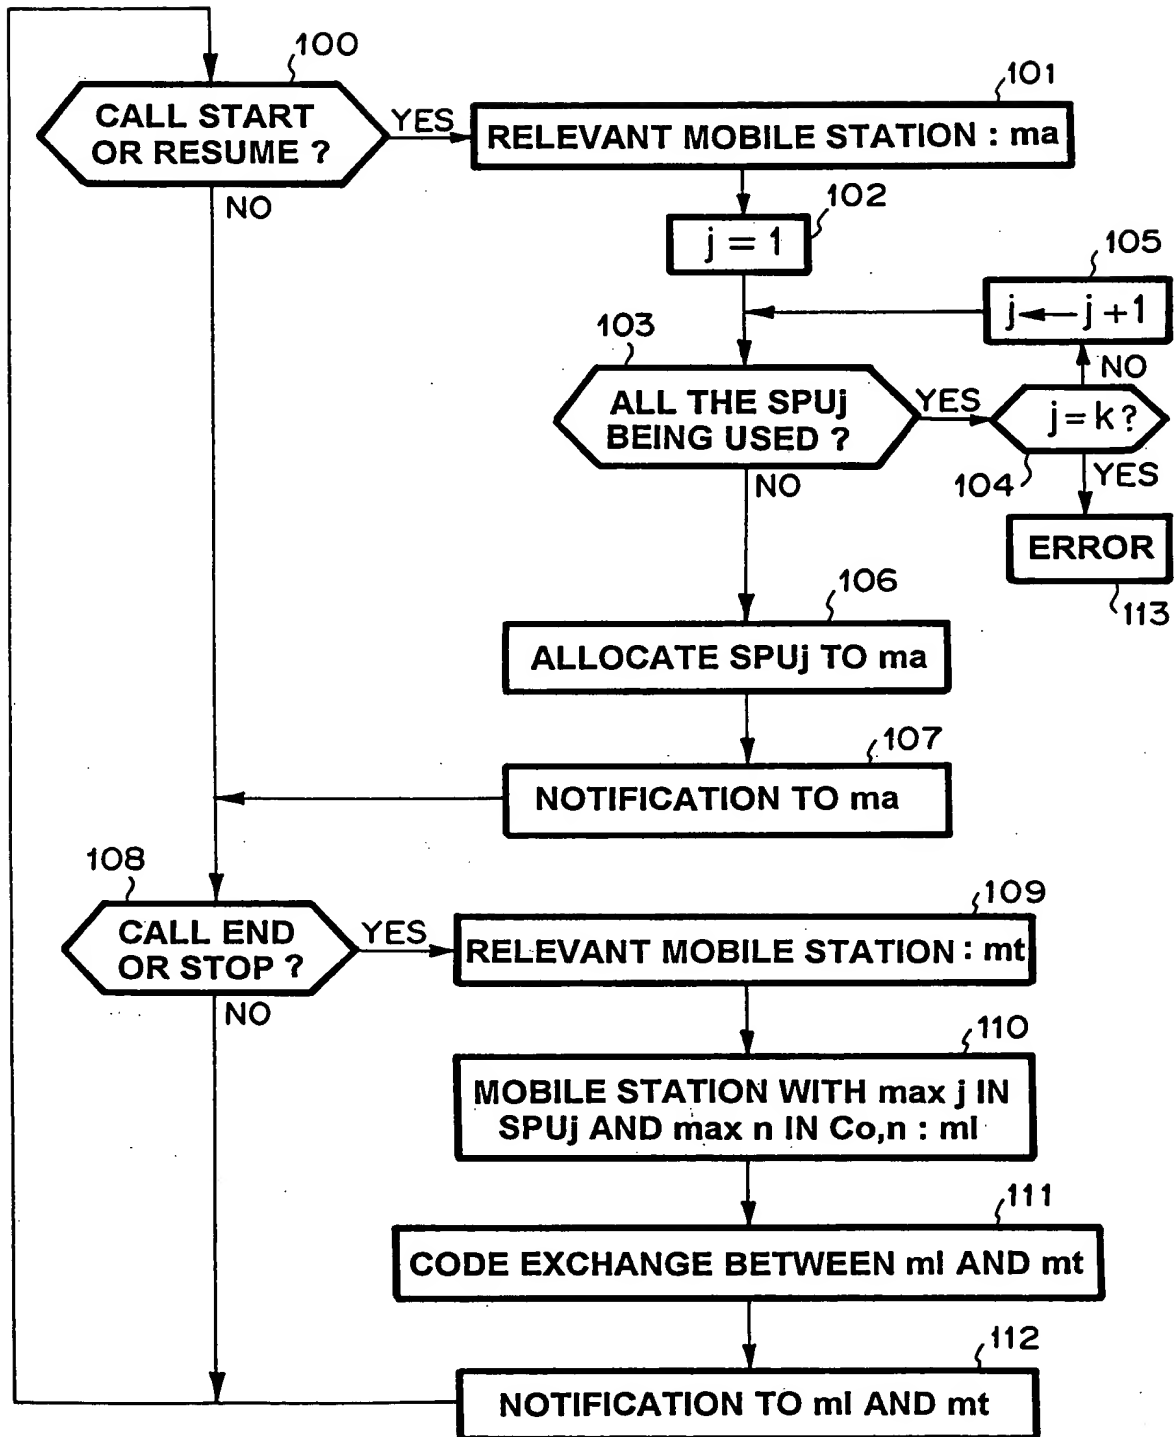 100
CALL START
OR RESUME ?
YES
NO
101
RELEVANT MOBILE STATION : ma
102
j = 1
105
j ← j + 1
103
ALL THE SPUj
BEING USED ?
YES
NO
NO
j = k ?
104
YES
ERROR
113
106
ALLOCATE SPUj TO ma
107
NOTIFICATION TO ma
108
CALL END
OR STOP ?
YES
NO
109
RELEVANT MOBILE STATION : mt
110
MOBILE STATION WITH max j IN
SPUj AND max n IN Co,n : ml
111
CODE EXCHANGE BETWEEN ml AND mt
112
NOTIFICATION TO ml AND mt